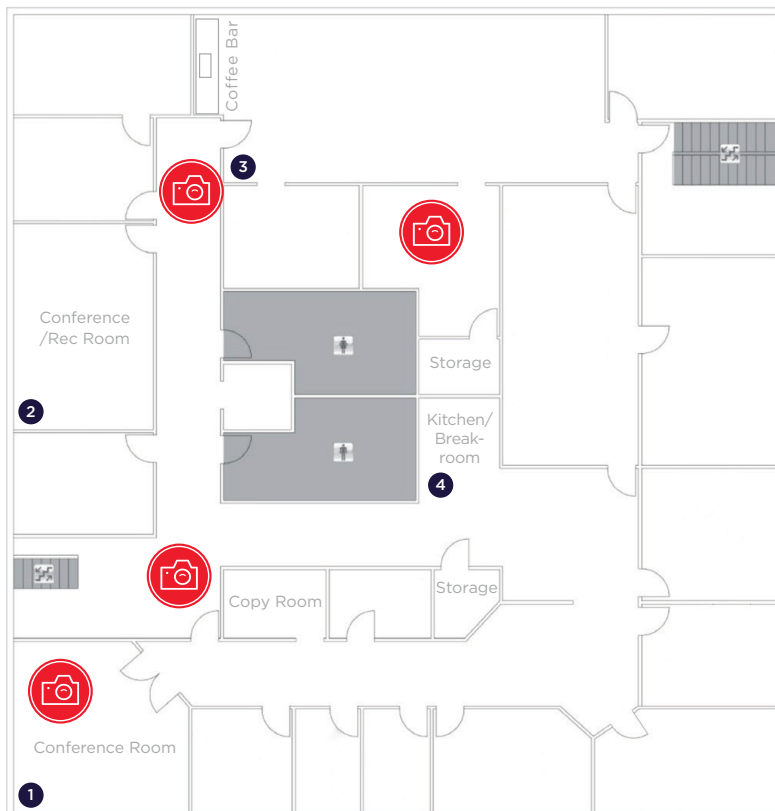 Coffee Bar
3
Conference
/Rec Room
2
Storage
Kitchen/
Break-
room
4
Copy Room
Storage
Conference Room
1